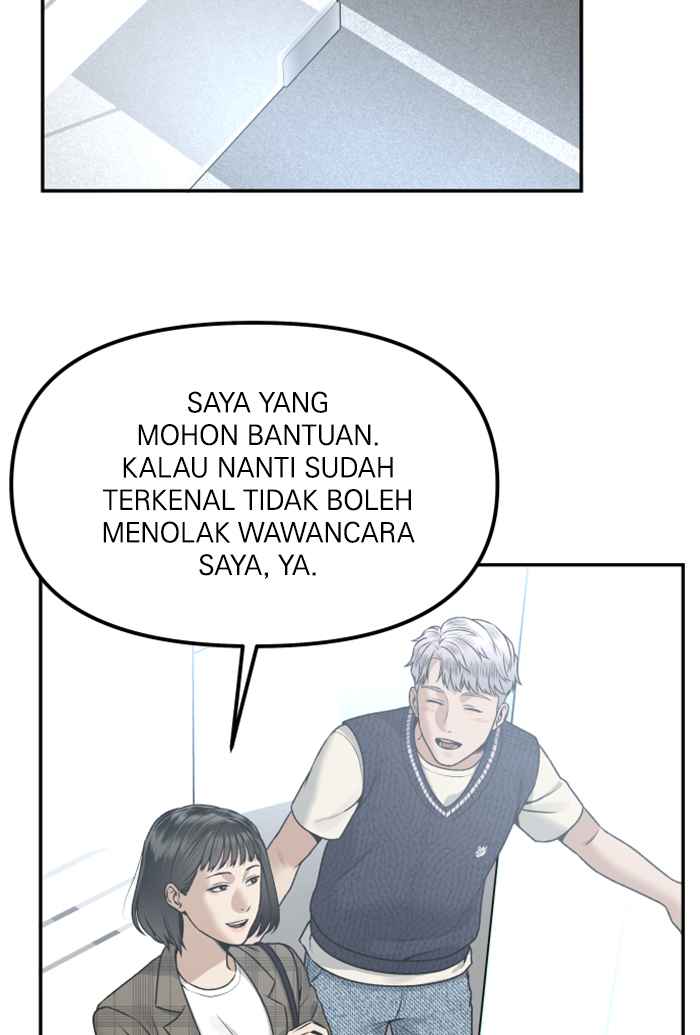 SAYA YANG
MOHON BANTUAN.
KALAU NANTI SUDAH
TERKENAL TIDAK BOLEH
MENOLAK WAWANCARA
SAYA, YA.